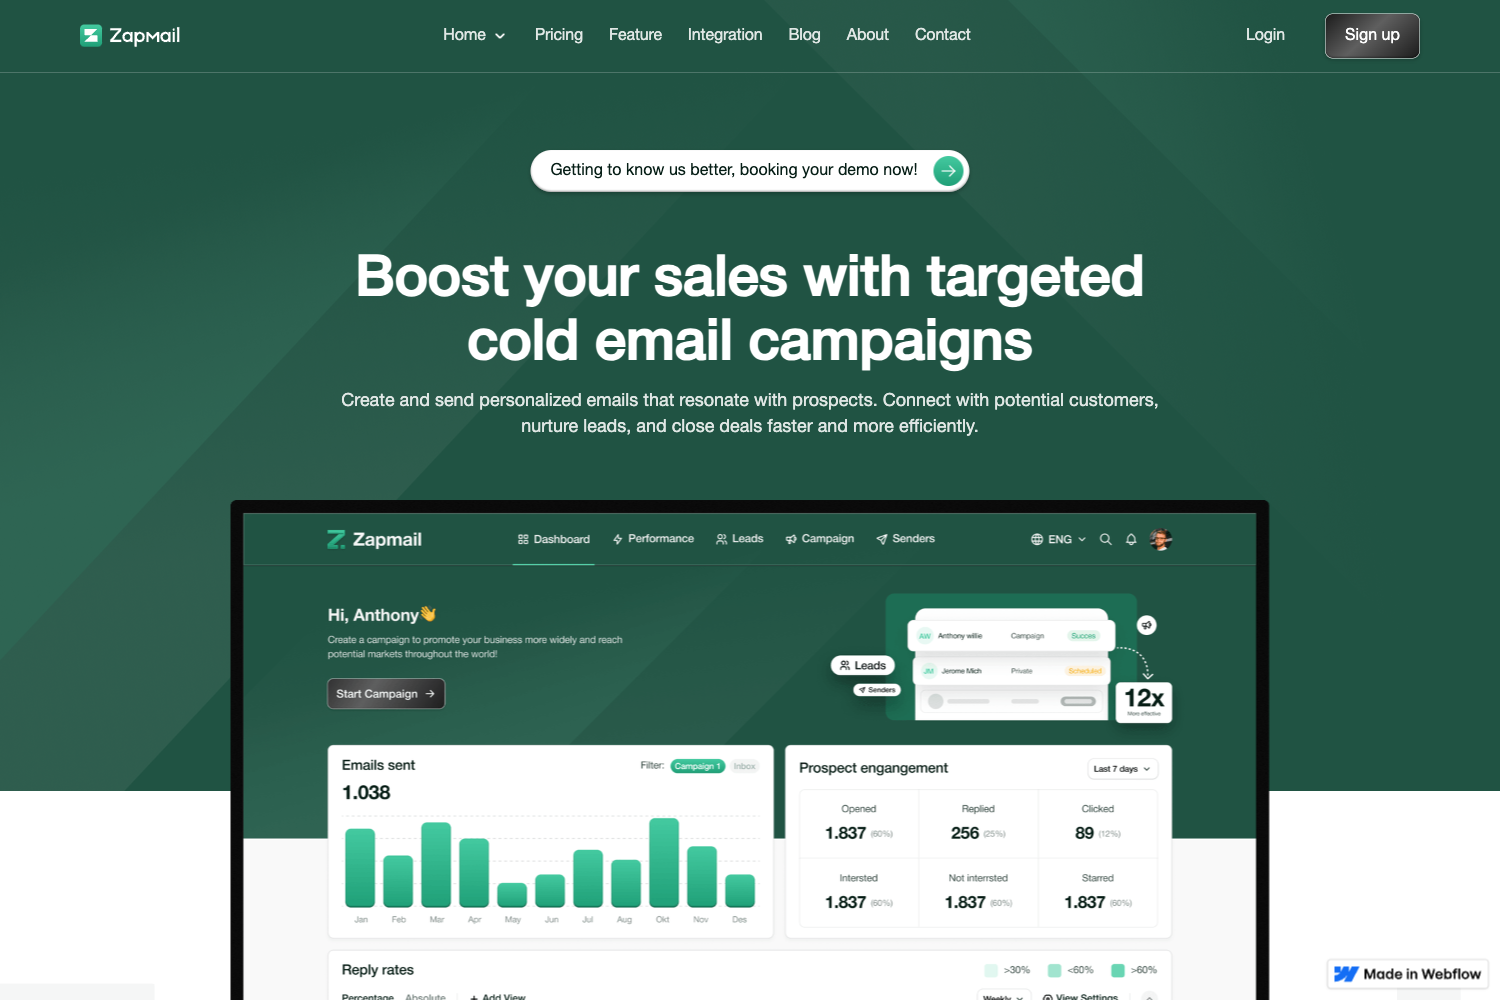 Zapmail
Home
Pricing
Feature
Integration
Blog
About
Contact
Login
Sign up
Getting to know us better, booking your demo now!
Boost your sales with targeted
cold email campaigns
Create and send personalized emails that resonate with prospects. Connect with potential customers,
nurture leads, and close deals faster and more efficiently.
Zapmail
Dashboard
Performance
Leads
Campaign
Senders
ENG
Hi, Anthony👋
Create a campaign to promote your business more widely and reach
potential markets throughout the world!
Start Campaign
AW Anthony willie Campaign Succes
JM Jerome Mich Private Scheduled
Leads
Senders
12x
More effective
Emails sent
Filter: Campaign 1 Inbox
1.038
Jan Feb Mar Apr May Jun Jul Aug Okt Nov Des
Prospect engangement
Last 7 days
Opened Replied Clicked
1.837 (60%) 256 (25%) 89 (12%)
Intersted Not interrsted Starred
1.837 (60%) 1.837 (60%) 1.837 (60%)
Reply rates
>30% <60% >60%
Percentage Absolute + Add View
Weekly View Settings
Made in Webflow